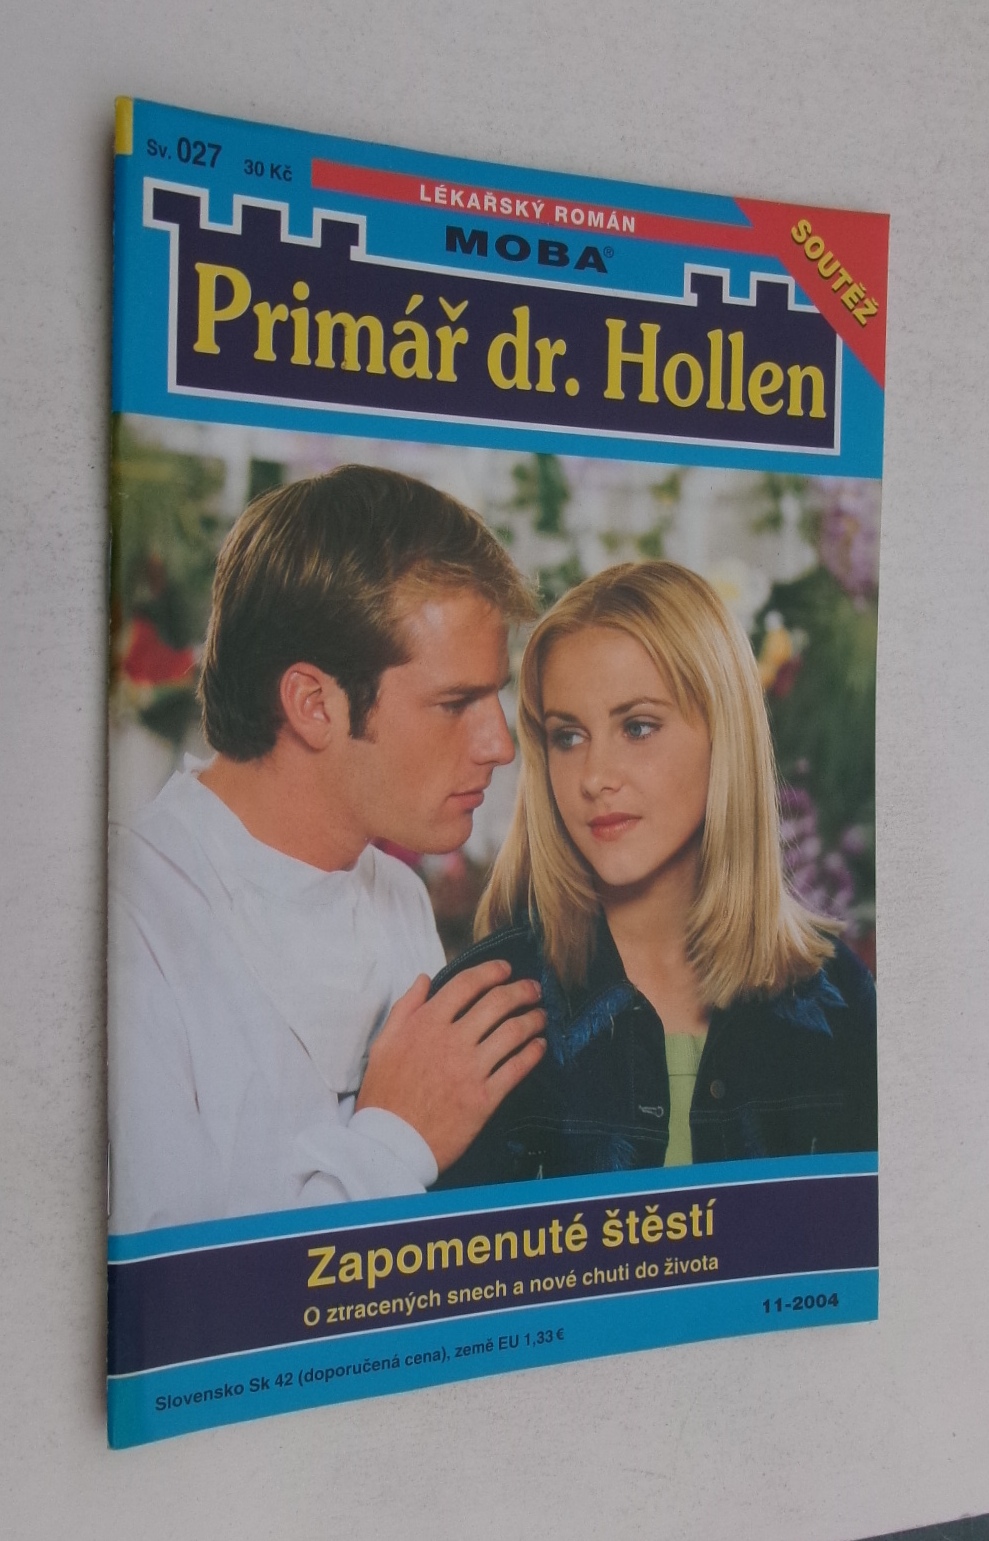 Sv. 027 30 Kč
LÉKAŘSKÝ ROMÁN
MOBA®
SOUTĚŽ
Primář dr. Hollen
Zapomenuté štěstí
O ztracených snech a nové chuti do života
11-2004
Slovensko Sk 42 (doporučená cena), země EU 1,33 €